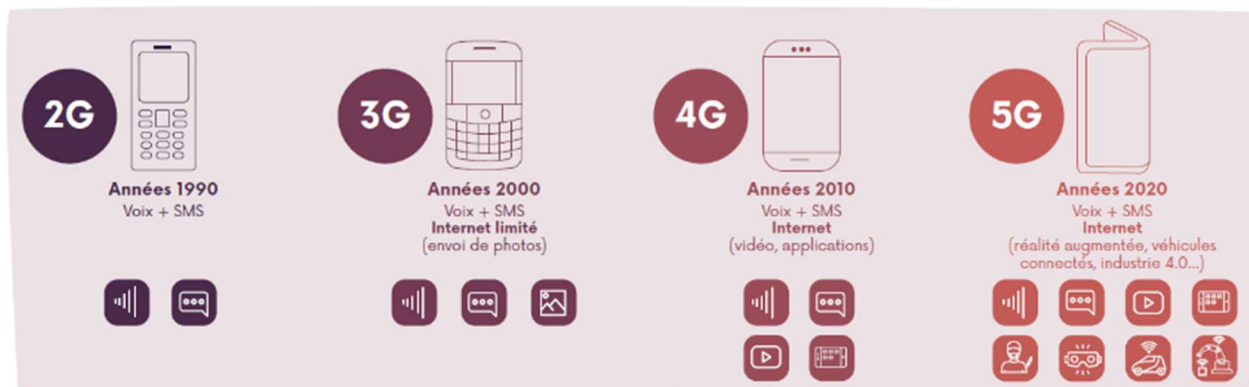 2G
Années 1990
Voix + SMS
3G
Années 2000
Voix + SMS
Internet limité
(envoi de photos)
4G
Années 2010
Voix + SMS
Internet
(vidéo, applications)
5G
Années 2020
Voix + SMS
Internet
(réalité augmentée, véhicules
connectés, industrie 4.0...)